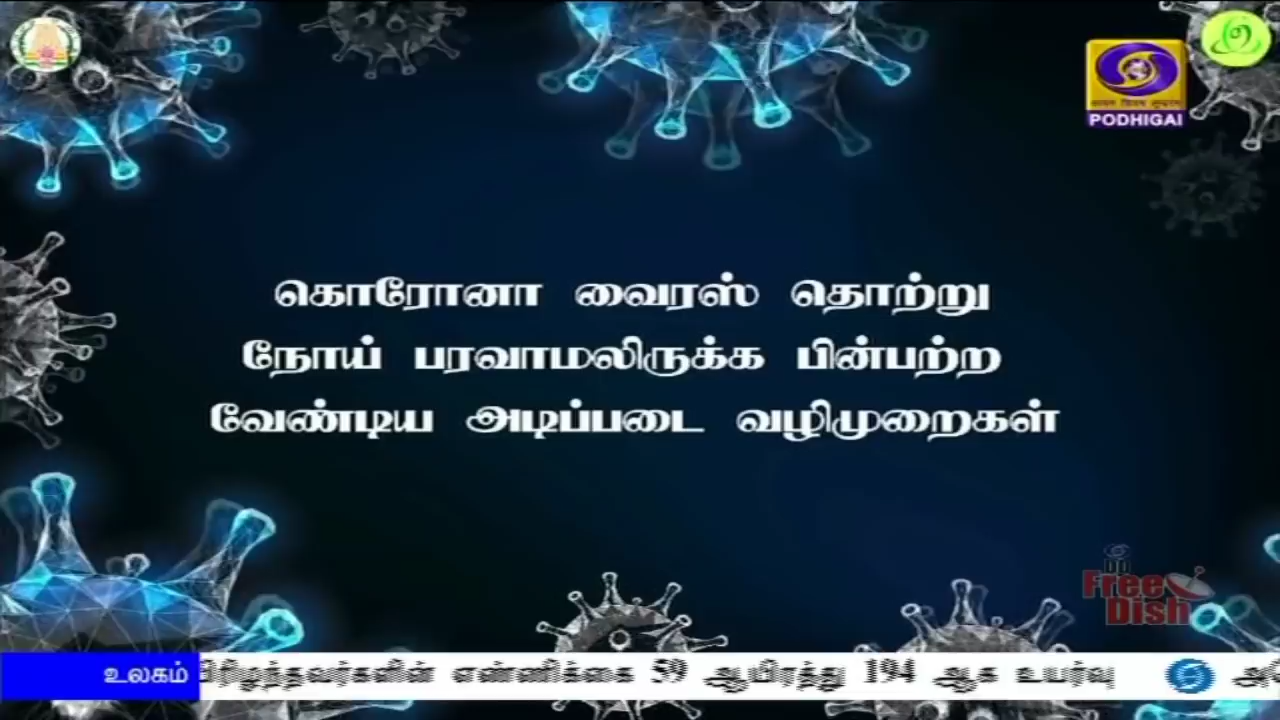 PODHIGAI
கொரோனா வைரஸ் தொற்று
நோய் பரவாமலிருக்க பின்பற்ற
வேண்டிய அடிப்படை வழிமுறைகள்
DD
Free
Dish
உலகம் எண்ணிக்கை 59 ஆயிரத்து 194 ஆக உயர்வு